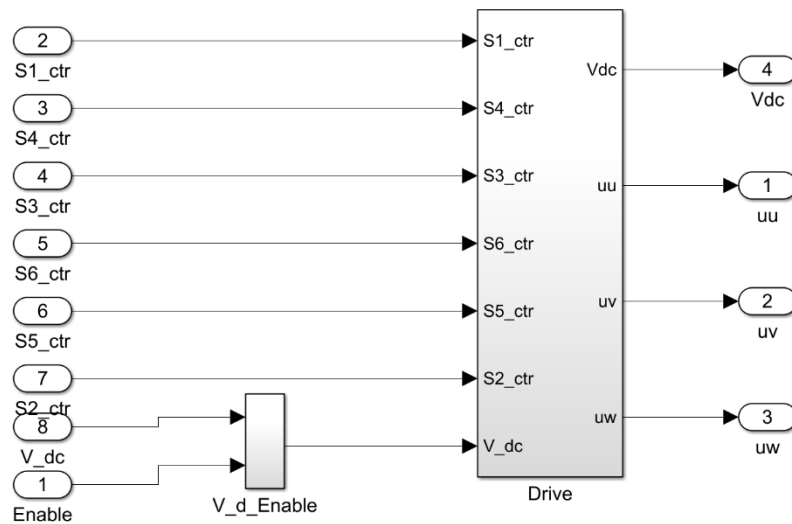 2
S1_ctr
3
S4_ctr
4
S3_ctr
5
S6_ctr
6
S5_ctr
7
S2_ctr
8
V_dc
1
Enable
V_d_Enable
S1_ctr
S4_ctr
S3_ctr
S6_ctr
S5_ctr
S2_ctr
V_dc
Vdc
uu
uv
uw
Drive
4
Vdc
1
uu
2
uv
3
uw